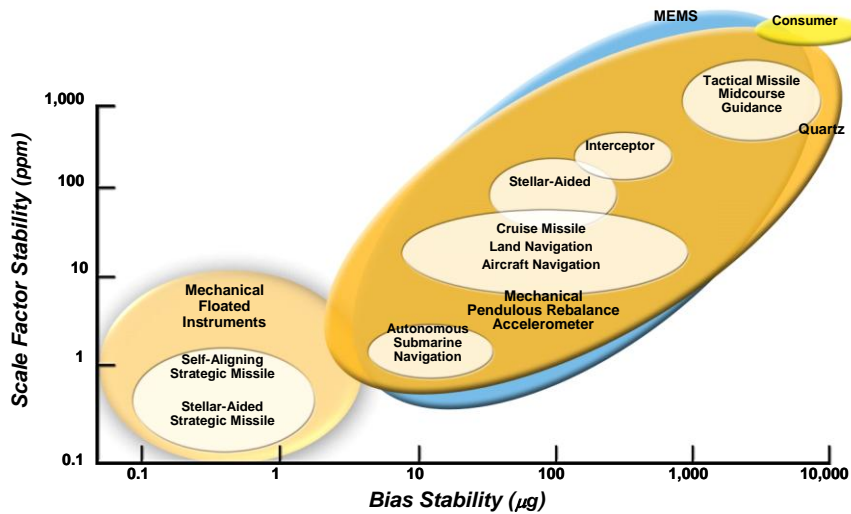 MEMS
Consumer
Tactical Missile
Midcourse
Guidance
Quartz
Interceptor
Stellar-Aided
Cruise Missile
Land Navigation
Aircraft Navigation
Mechanical
Pendulous Rebalance
Accelerometer
Autonomous
Submarine
Navigation
Mechanical
Floated
Instruments
Self-Aligning
Strategic Missile
Stellar-Aided
Strategic Missile
Scale Factor Stability (ppm)
1,000
100
10
1
0.1
0.1
1
10
100
1,000
10,000
Bias Stability (μg)